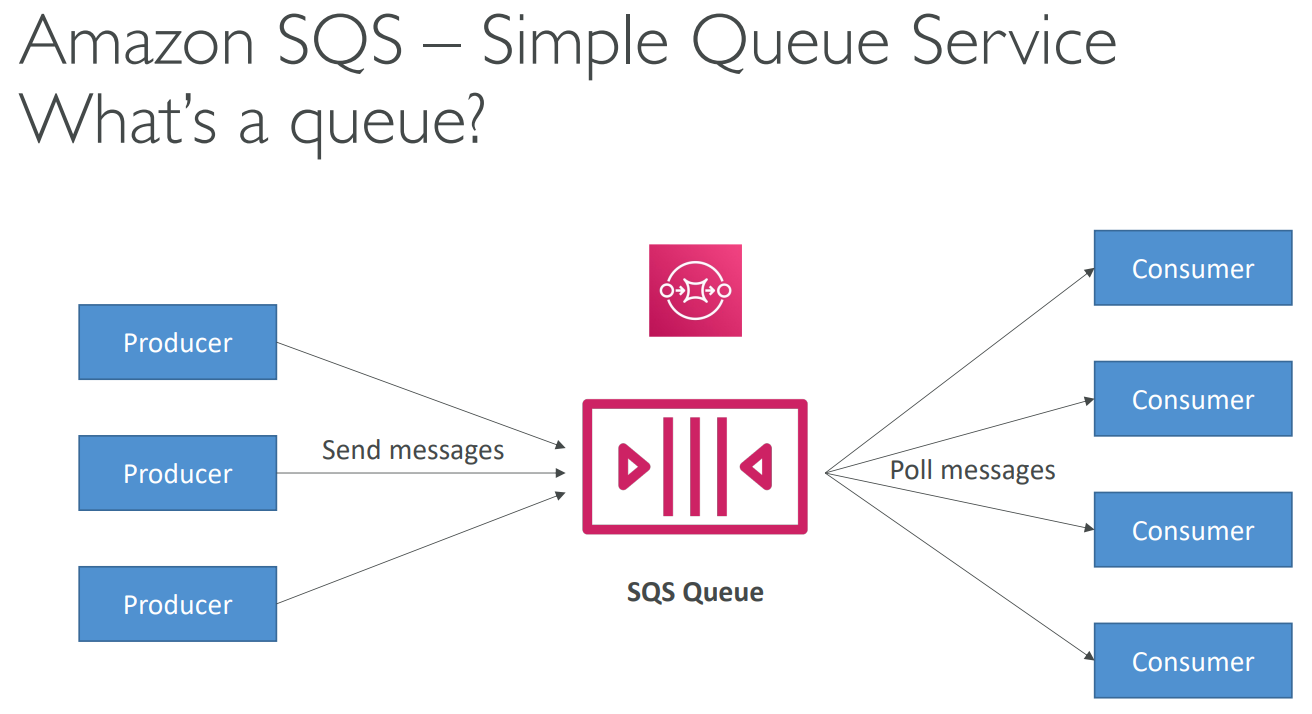 Amazon SQS – Simple Queue Service
What's a queue?
Producer
Producer
Producer
Send messages
SQS Queue
Poll messages
Consumer
Consumer
Consumer
Consumer